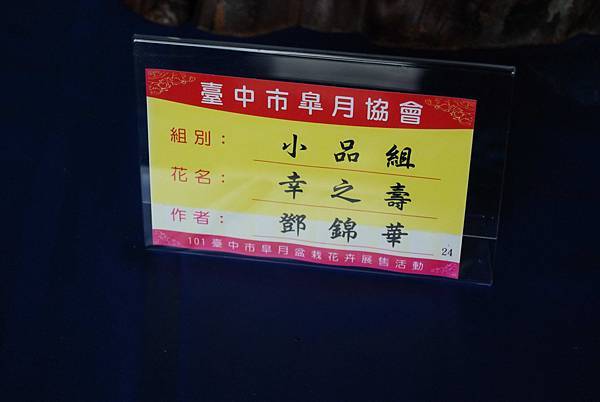 臺中市皐月協會
組別： 小品組
花名： 幸之壽
作者： 鄧錦華
24
101臺中市皐月盆栽花卉展售活動